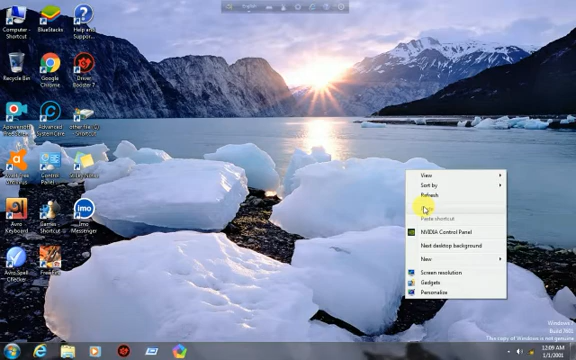 English
Computer - Shortcut
BlueStacks
Help and Suppor...
Recycle Bin
Google Chrome
Driver Booster 7
Advanced SystemCare
Control Panel
Avro Keyboard
Games Shortcut
imo Messenger
Avro Spell Checker
View
Sort by
Refresh
Paste shortcut
NVIDIA Control Panel
Next desktop background
New
Screen resolution
Gadgets
Personalize
Windows 7
Build 7601
This copy of Windows is not genuine
12:09 AM
1/1/2001